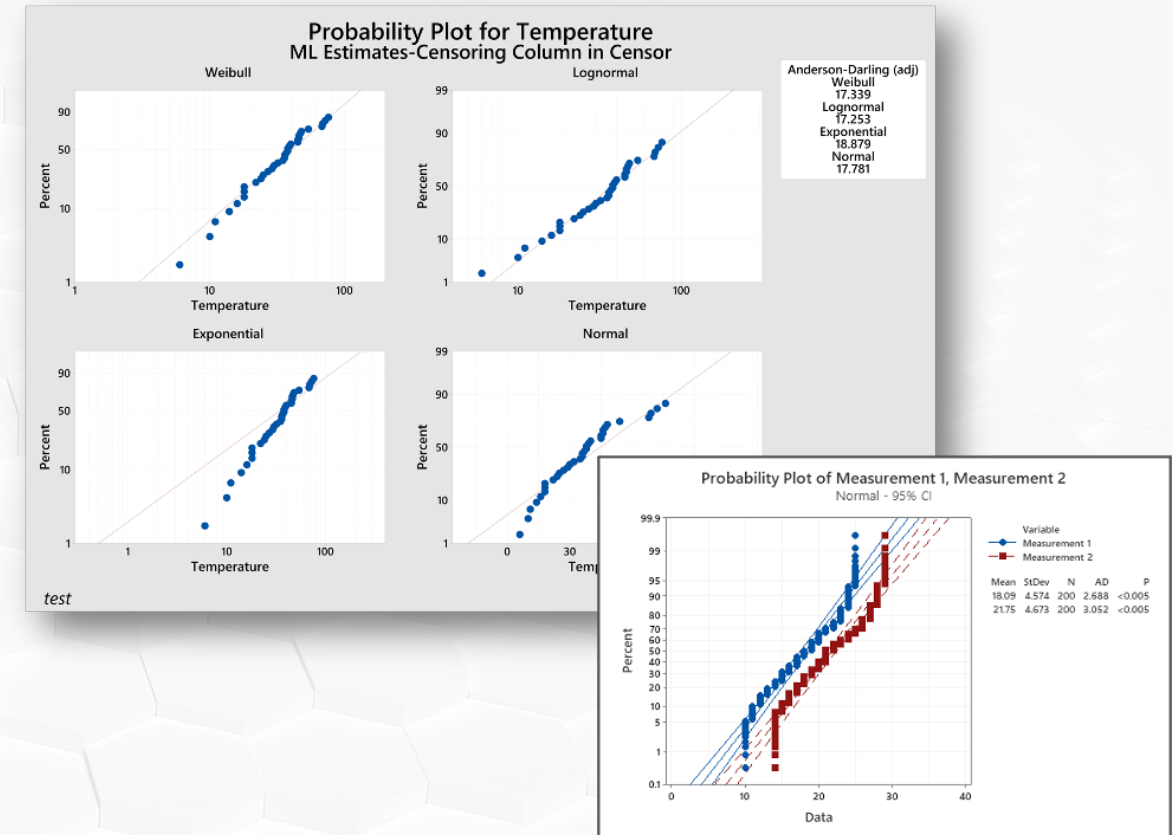 Probability Plot for Temperature
ML Estimates-Censoring Column in Censor
Weibull
Percent
90
50
10
1
1 10 100
Temperature
Lognormal
Percent
99
90
50
10
1
10 100
Temperature
Anderson-Darling (adj)
Weibull
17.339
Lognormal
17.253
Exponential
18.879
Normal
17.781
Exponential
Percent
90
50
10
1
1 10 100
Temperature
Normal
Percent
99
90
50
10
1
0 30
Temp
test
Probability Plot of Measurement 1, Measurement 2
Normal - 95% CI
Percent
99.9
99
95
90
80
70
60
50
40
30
20
10
5
1
0.1
0 10 20 30 40
Data
Variable
Measurement 1
Measurement 2
Mean StDev N AD P
18.09 4.574 200 2.688 <0.005
21.75 4.673 200 3.052 <0.005